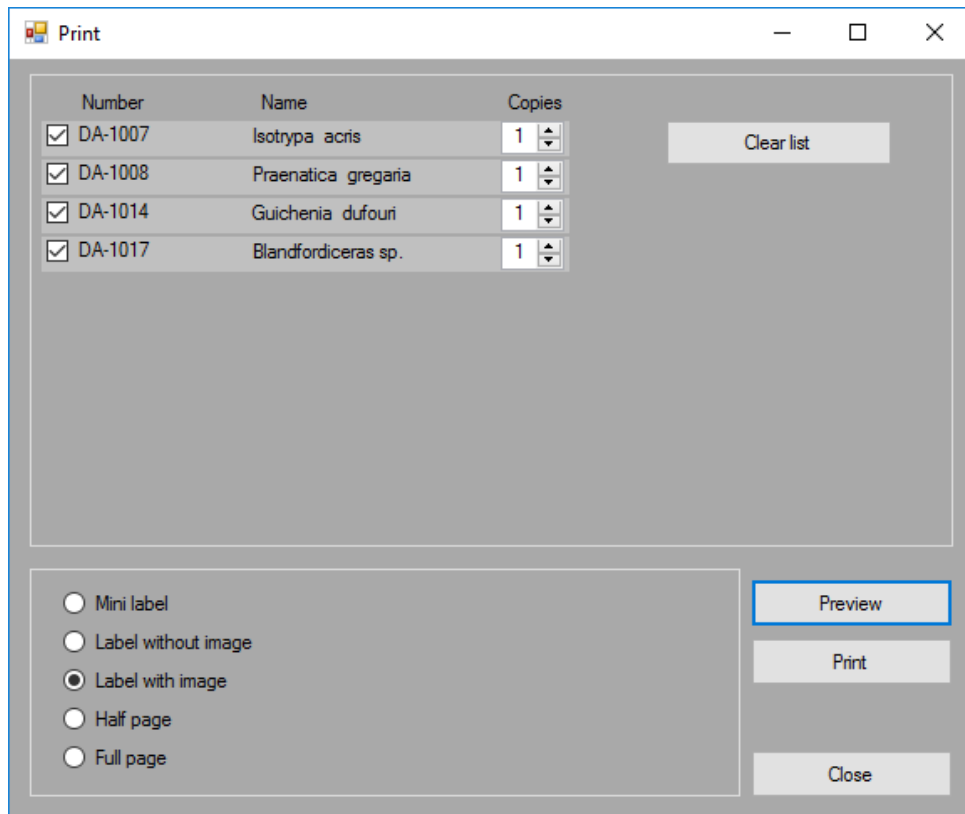 Print
Number Name Copies
DA-1007 Isotrypa acris 1
Clear list
DA-1008 Praenatica gregaria 1
DA-1014 Guichenia dufouri 1
DA-1017 Blandfordiceras sp. 1
Mini label
Label without image
Label with image
Half page
Full page
Preview
Print
Close